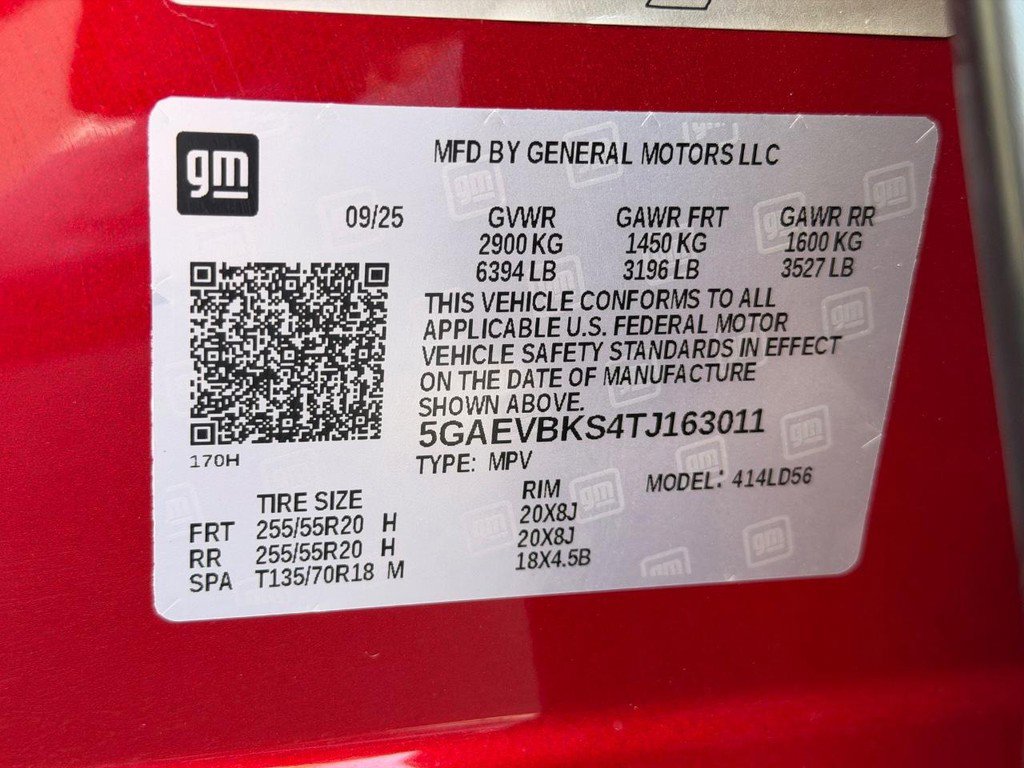 gm
MFD BY GENERAL MOTORS LLC
09/25 GVWR GAWR FRT GAWR RR
2900 KG 1450 KG 1600 KG
6394 LB 3196 LB 3527 LB
THIS VEHICLE CONFORMS TO ALL
APPLICABLE U.S. FEDERAL MOTOR
VEHICLE SAFETY STANDARDS IN EFFECT
ON THE DATE OF MANUFACTURE
SHOWN ABOVE.
5GAEVBKS4TJ163011
170H
TYPE: MPV
MODEL: 414LD56
TIRE SIZE RIM
FRT 255/55R20 H 20X8J
RR 255/55R20 H 20X8J
SPA T135/70R18 M 18X4.5B